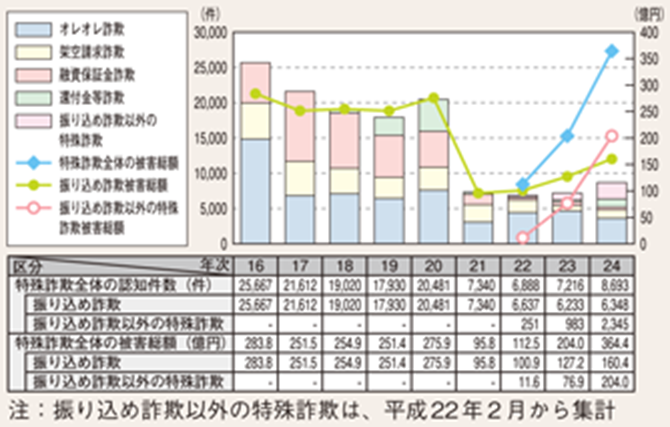 (件)
(億円)
オレオレ詐欺
架空請求詐欺
融資保証金詐欺
還付金等詐欺
振り込め詐欺以外の
特殊詐欺
特殊詐欺全体の被害総額
振り込め詐欺被害総額
振り込め詐欺以外の特殊
詐欺被害総額
30,000
25,000
20,000
15,000
10,000
5,000
0
400
350
300
250
200
150
100
50
0
区分 年次 16 17 18 19 20 21 22 23 24
特殊詐欺全体の認知件数（件） 25,667 21,612 19,020 17,930 20,481 7,340 6,888 7,216 8,693
振り込め詐欺 25,667 21,612 19,020 17,930 20,481 7,340 6,637 6,233 6,348
振り込め詐欺以外の特殊詐欺 - - - - - - 251 983 2,345
特殊詐欺全体の被害総額（億円） 283.8 251.5 254.9 251.4 275.9 95.8 112.5 204.0 364.4
振り込め詐欺 283.8 251.5 254.9 251.4 275.9 95.8 100.9 127.2 160.4
振り込め詐欺以外の特殊詐欺 - - - - - - 11.6 76.9 204.0
注：振り込め詐欺以外の特殊詐欺は、平成22年2月から集計